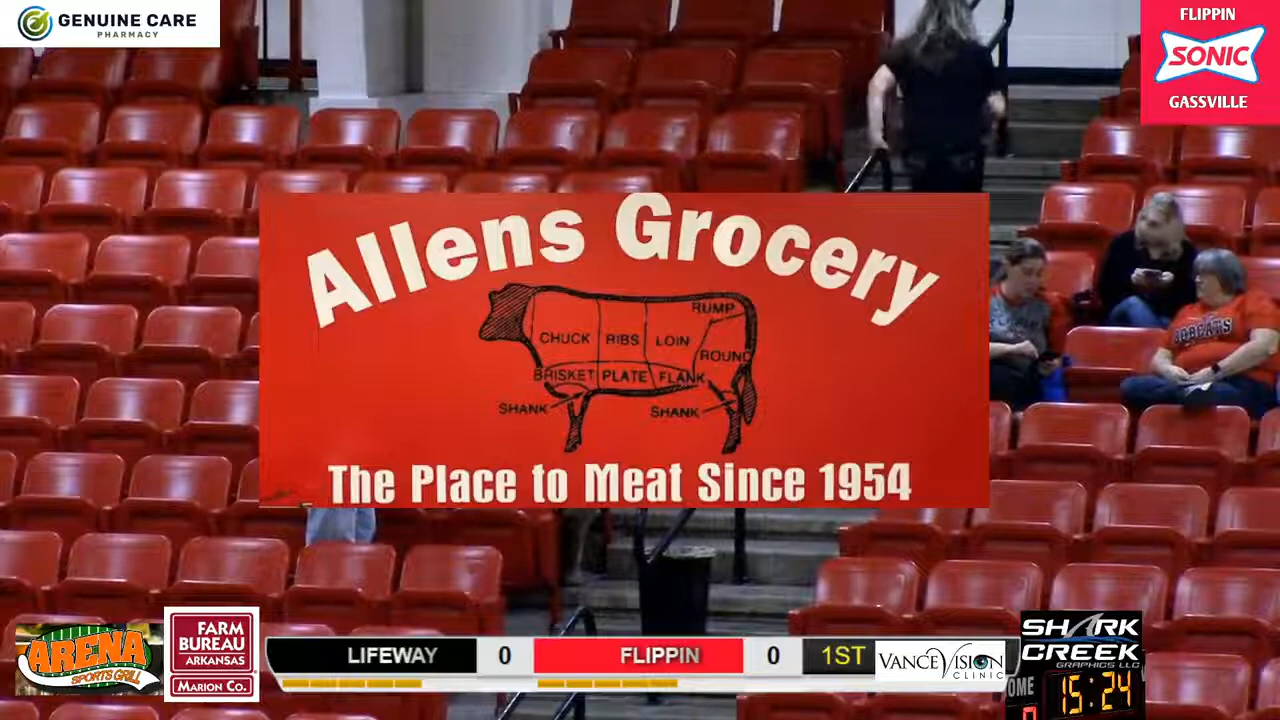 GENUINE CARE
PHARMACY
FLIPPIN
SONIC
GASSVILLE
Allens Grocery
RUMP
CHUCK RIBS LOIN
ROUND
BRISKET PLATE FLANK
SHANK SHANK
The Place to Meat Since 1954
BOBCATS
ARENA
SPORTS GRILL
FARM
BUREAU
ARKANSAS
MARION CO.
LIFEWAY 0 FLIPPIN 0 1ST
VANCE VISION
CLINIC
SHARK
CREEK
GRAPHICS LLC
OME
15:24
0